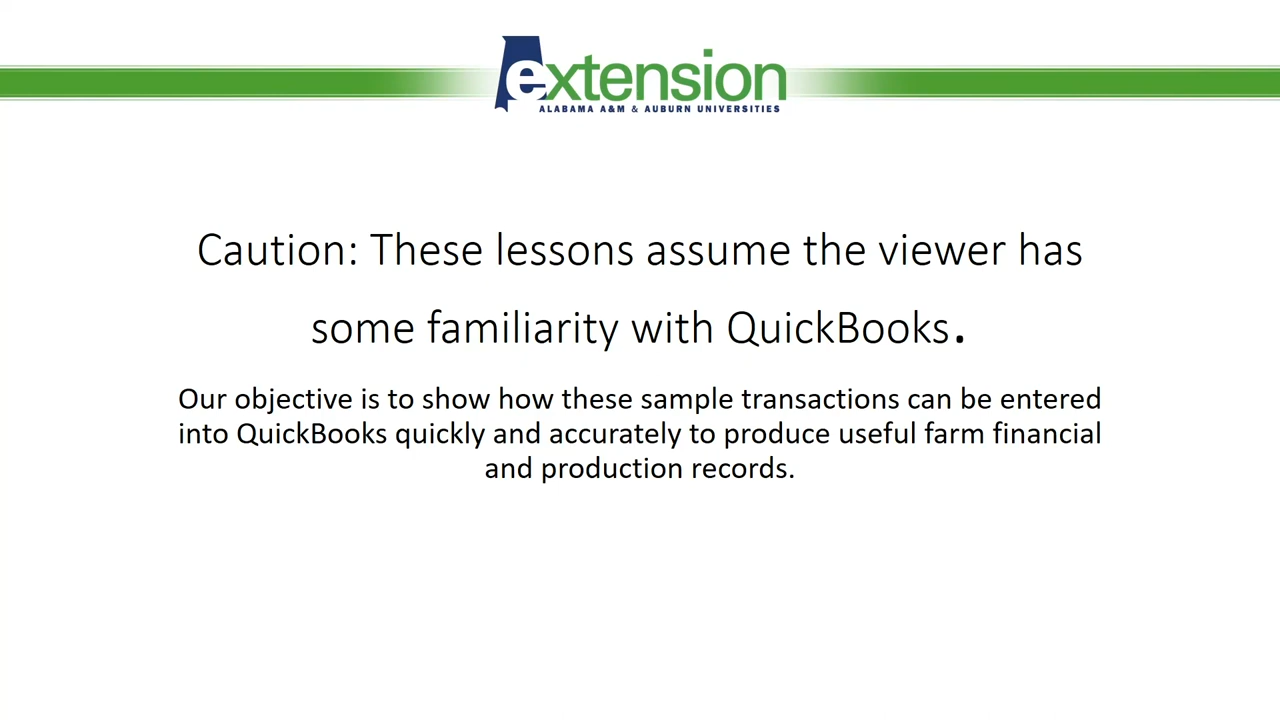 extension
ALABAMA A&M & AUBURN UNIVERSITIES
Caution: These lessons assume the viewer has
some familiarity with QuickBooks.
Our objective is to show how these sample transactions can be entered
into QuickBooks quickly and accurately to produce useful farm financial
and production records.